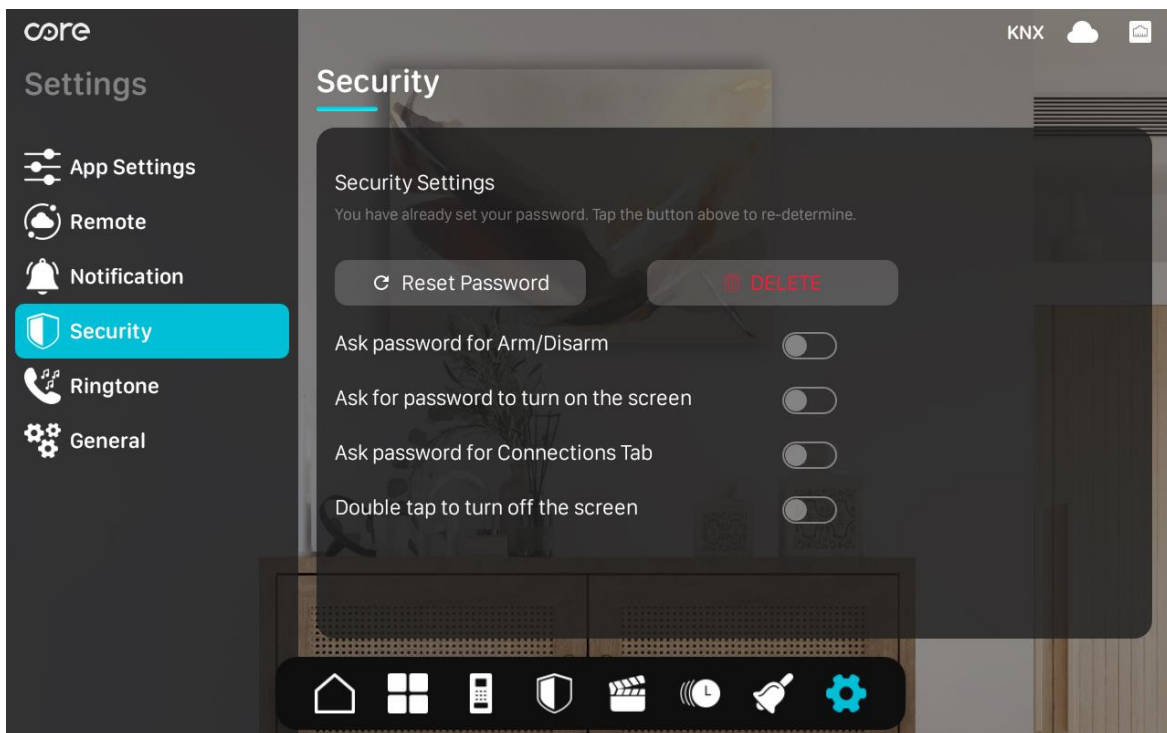 core
KNX
Settings
Security
App Settings
Remote
Notification
Security
Ringtone
General
Security Settings
You have already set your password. Tap the button above to re-determine.
Reset Password
DELETE
Ask password for Arm/Disarm
Ask for password to turn on the screen
Ask password for Connections Tab
Double tap to turn off the screen